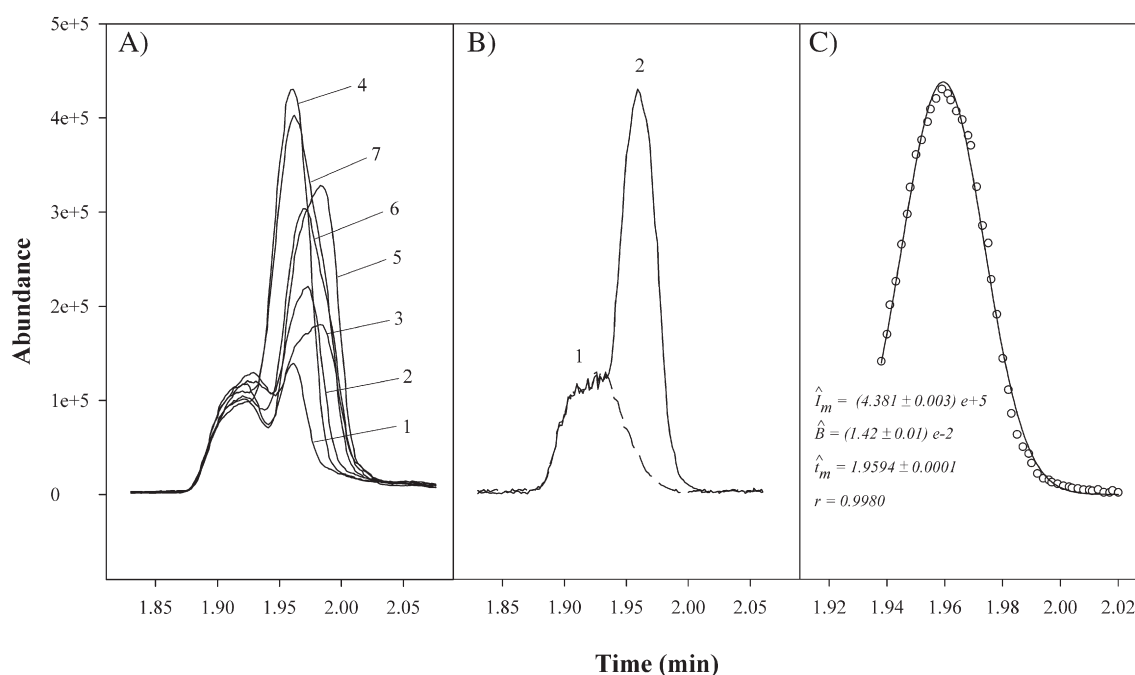 A)
B)
C)
5e+5
4e+5
3e+5
2e+5
1e+5
0
Abundance
4
7
6
5
3
2
1
2
1
Î_m = (4.381 ± 0.003) e+5
B̂ = (1.42 ± 0.01) e-2
t̂_m = 1.9594 ± 0.0001
r = 0.9980
1.85 1.90 1.95 2.00 2.05
1.85 1.90 1.95 2.00 2.05
1.92 1.94 1.96 1.98 2.00 2.02
Time (min)